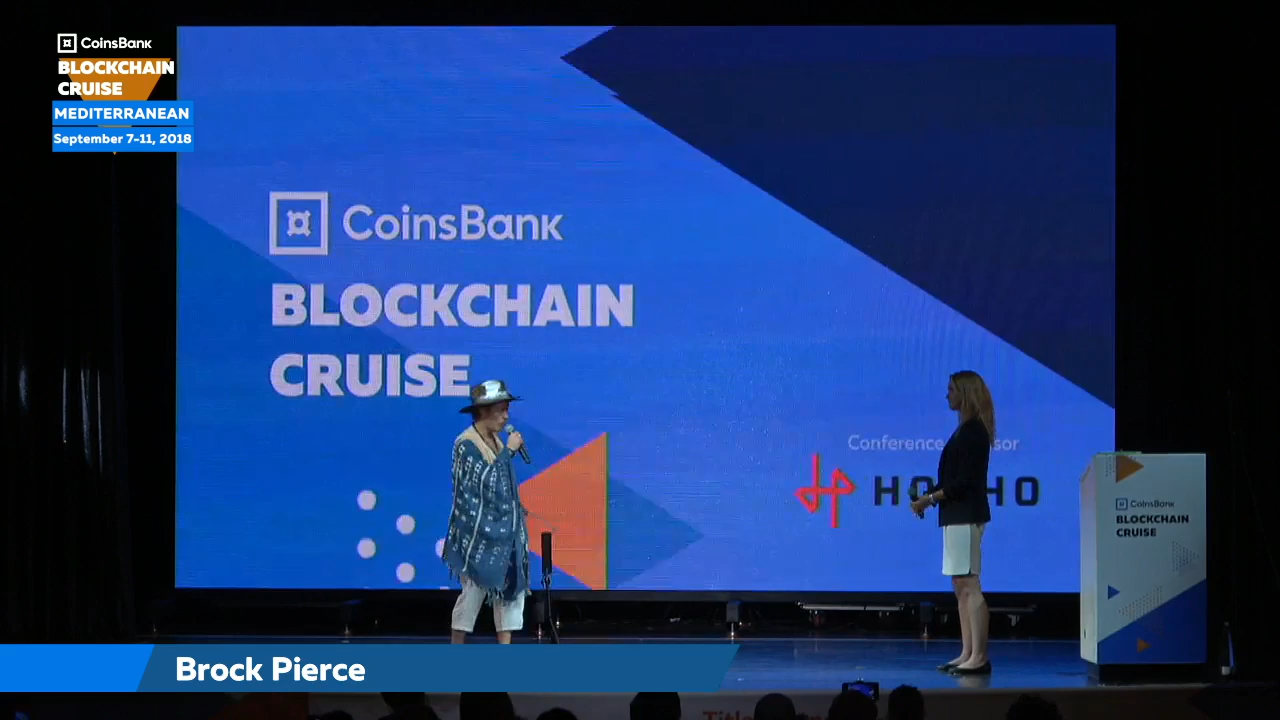 CoinsBank
BLOCKCHAIN
CRUISE
MEDITERRANEAN
September 7-11, 2018
CoinsBank
BLOCKCHAIN
CRUISE
Conference
CoinsBank
BLOCKCHAIN
CRUISE
Brock Pierce